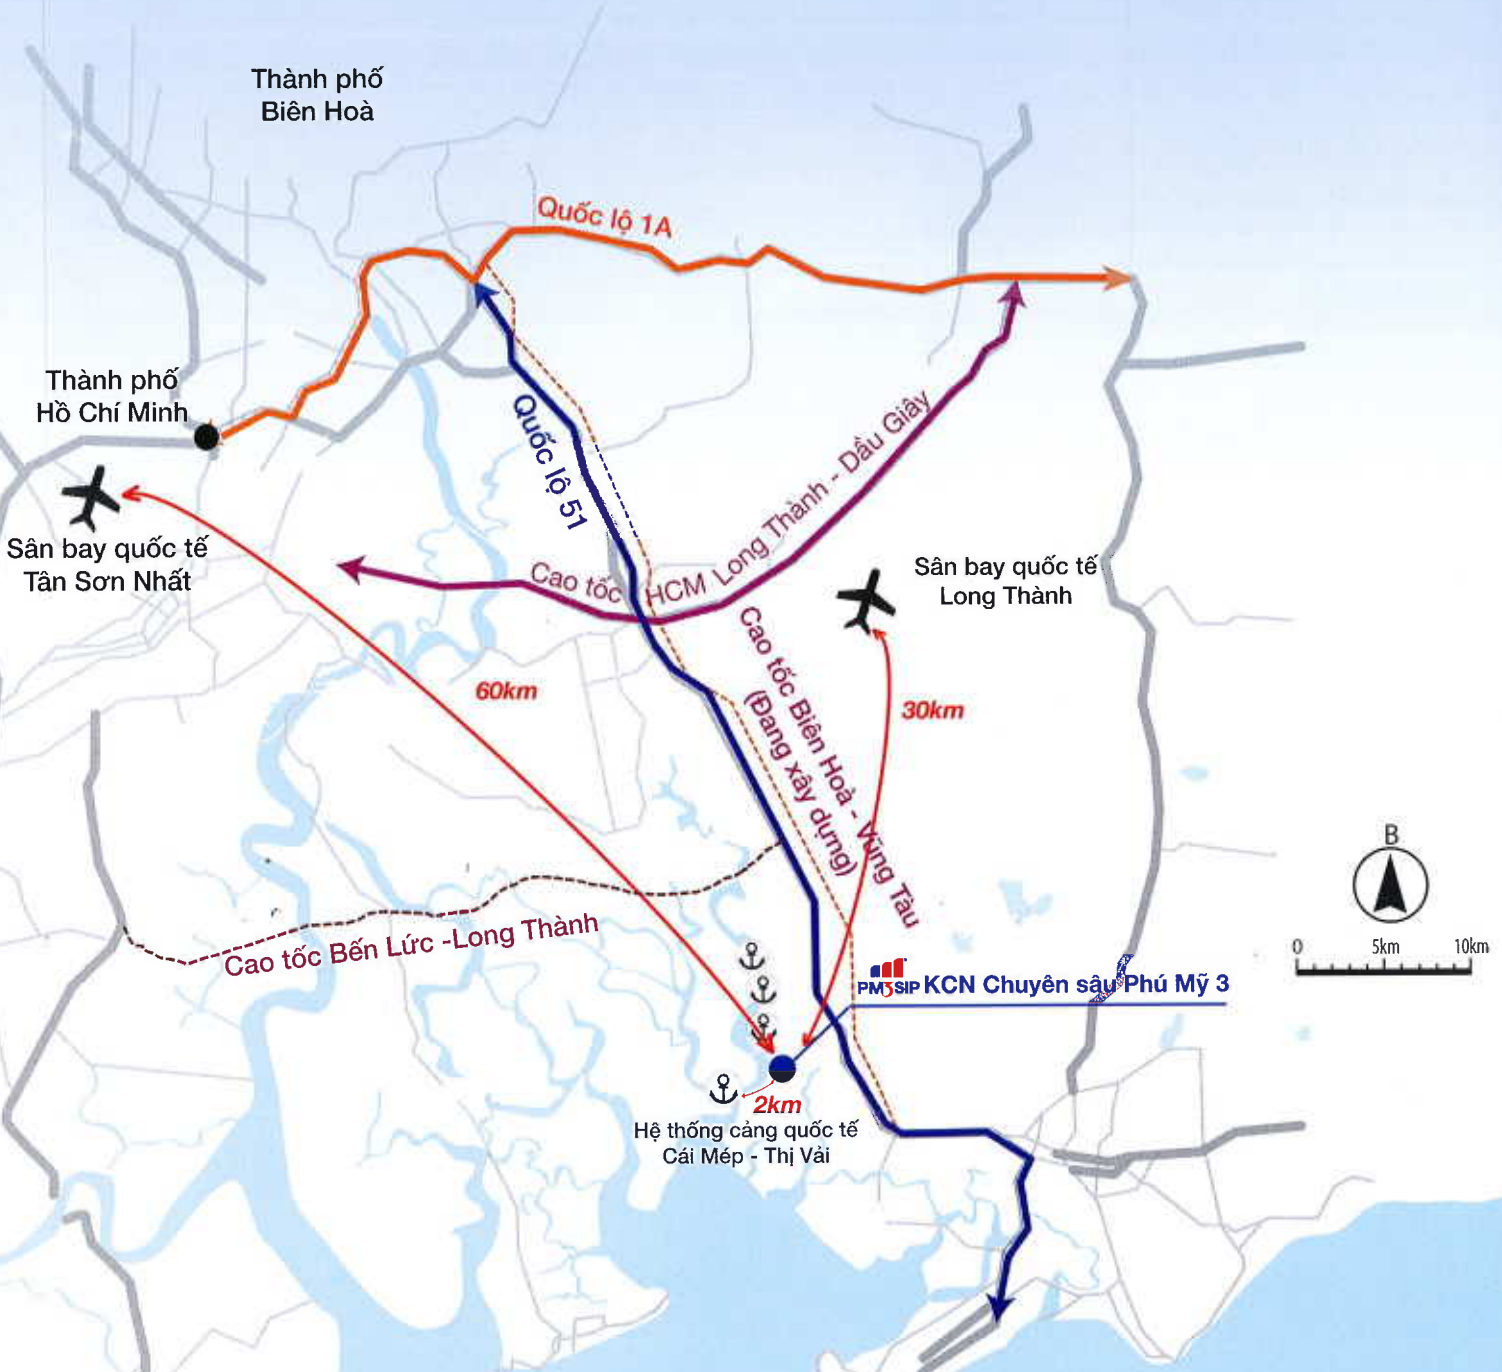 Thành phố
Biên Hoà
Quốc lộ 1A
Thành phố
Hồ Chí Minh
Quốc lộ 51
Cao tốc HCM Long Thành - Dầu Giây
Sân bay quốc tế
Tân Sơn Nhất
Sân bay quốc tế
Long Thành
60km
30km
Cao tốc Biên Hoà - Vũng Tàu
(Đang xây dựng)
B
0 5km 10km
Cao tốc Bến Lức -Long Thành
PM3SIP KCN Chuyên sâu Phú Mỹ 3
2km
Hệ thống cảng quốc tế
Cái Mép - Thị Vải